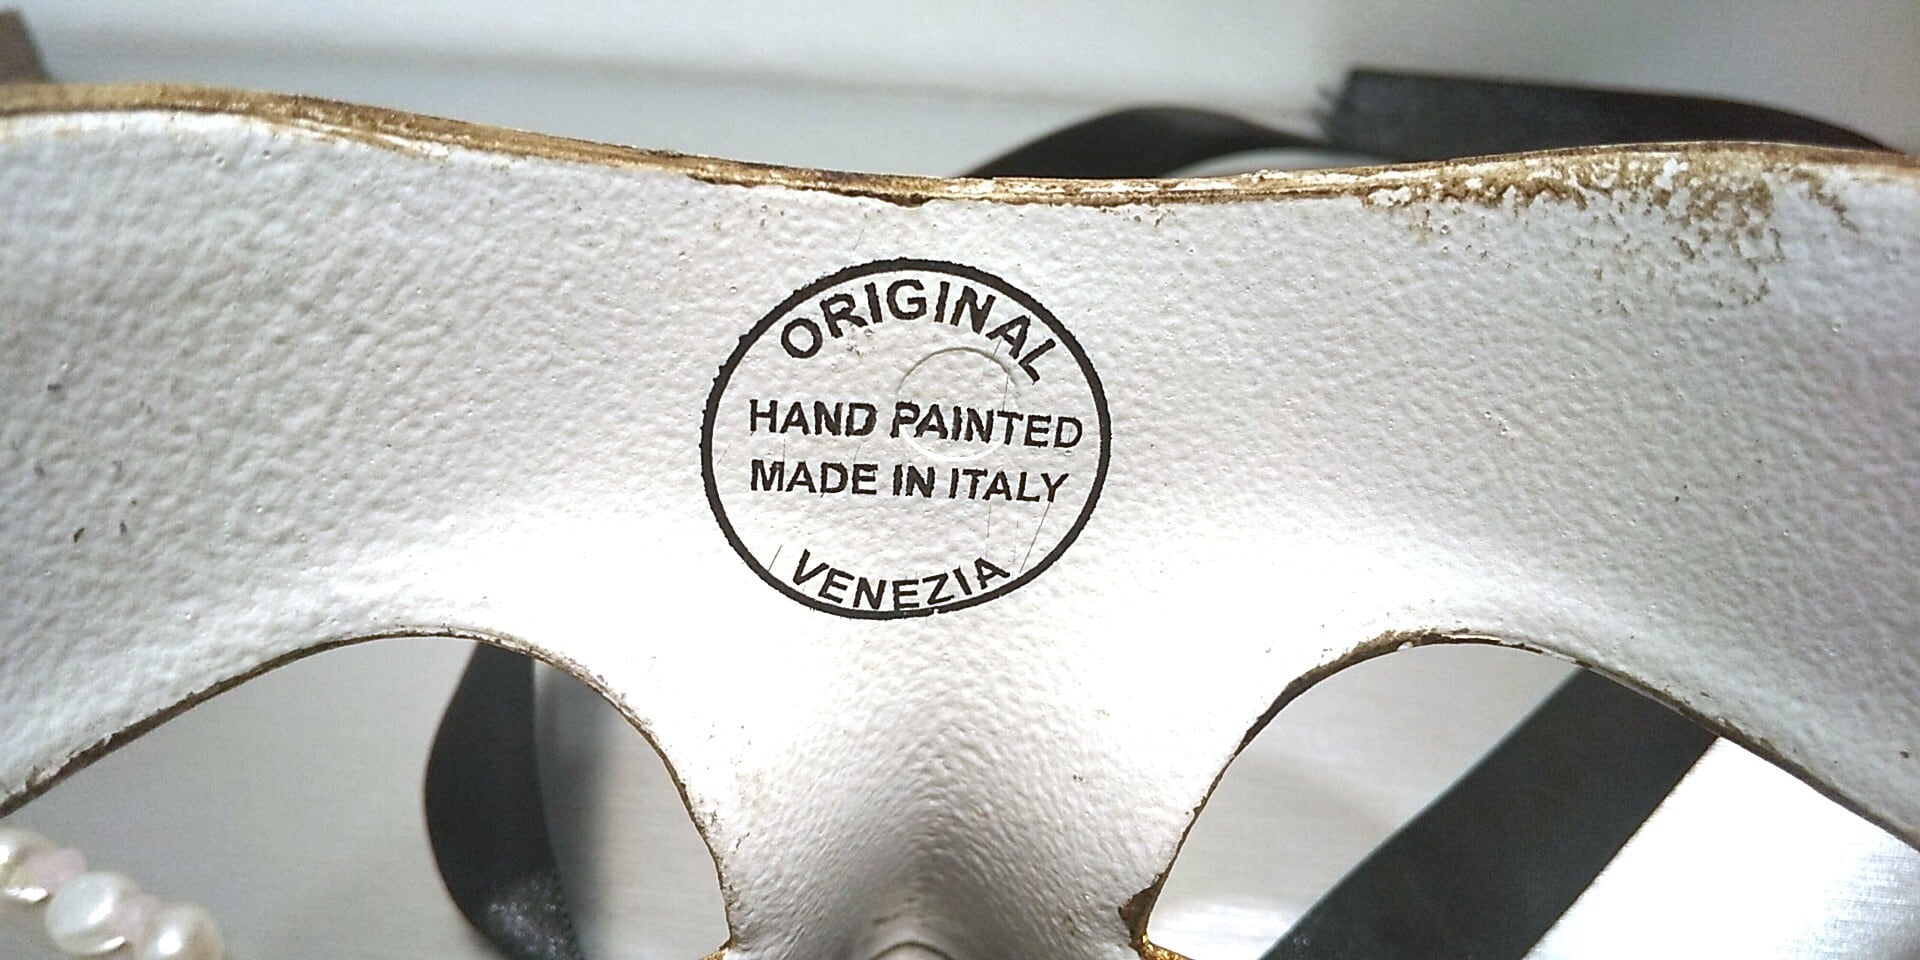 ORIGINAL
HAND PAINTED
MADE IN ITALY
VENEZIA